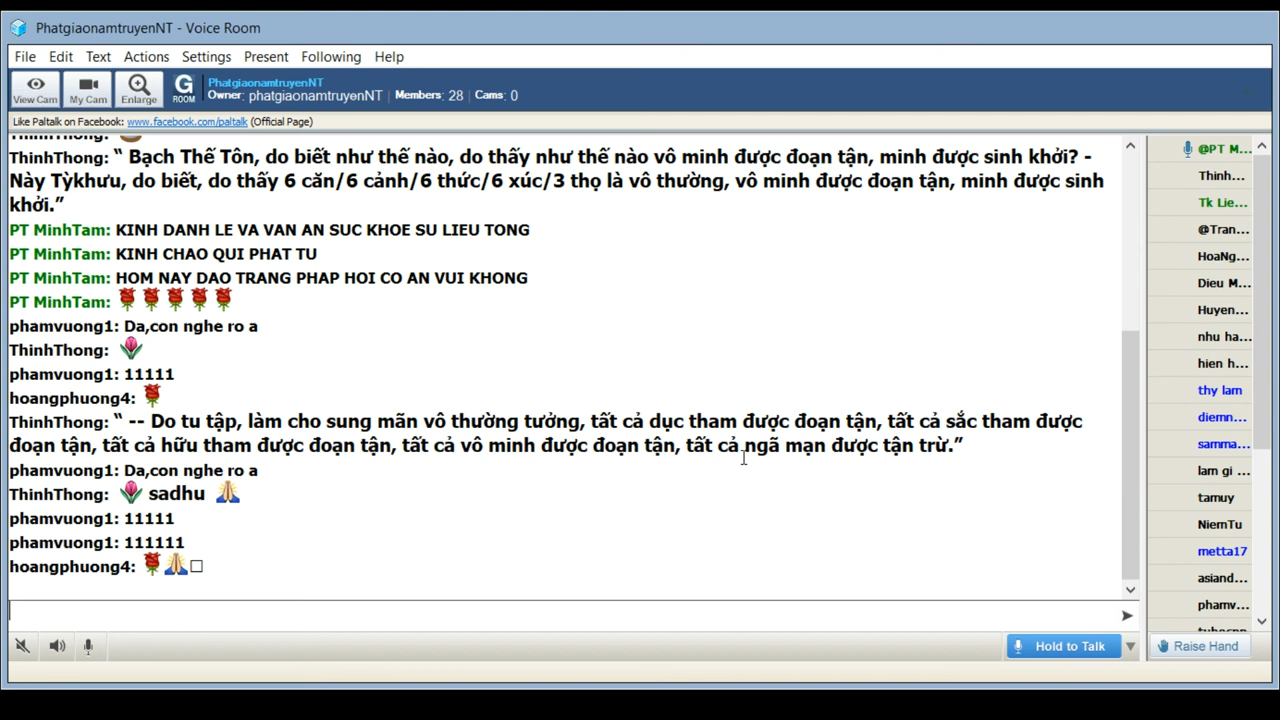 PhatgiaonamtruyenNT - Voice Room
File Edit Text Actions Settings Present Following Help
View Cam My Cam Enlarge G ROOM PhatgiaonamtruyenNT
Owner: phatgiaonamtruyenNT | Members: 28 | Cams: 0
Like Paltalk on Facebook: www.facebook.com/paltalk (Official Page)
ThinhThong:
ThinhThong: “ Bạch Thế Tôn, do biết như thế nào, do thấy như thế nào vô minh được đoạn tận, minh được sinh khởi? -
Này Tỳkhưu, do biết, do thấy 6 căn/6 cảnh/6 thức/6 xúc/3 thọ là vô thường, vô minh được đoạn tận, minh được sinh
khởi.”
PT MinhTam: KINH DANH LE VA VAN AN SUC KHOE SU LIEU TONG
PT MinhTam: KINH CHAO QUI PHAT TU
PT MinhTam: HOM NAY DAO TRANG PHAP HOI CO AN VUI KHONG
PT MinhTam: 🌹🌹🌹🌹🌹
phamvuong1: Da,con nghe ro a
ThinhThong: 🌷
phamvuong1: 11111
hoangphuong4: 🌹
ThinhThong: “ -- Do tu tập, làm cho sung mãn vô thường tưởng, tất cả dục tham được đoạn tận, tất cả sắc tham được
đoạn tận, tất cả hữu tham được đoạn tận, tất cả vô minh được đoạn tận, tất cả ngã mạn được tận trừ.”
phamvuong1: Da,con nghe ro a
ThinhThong: 🌷 sadhu 🙏
phamvuong1: 11111
phamvuong1: 111111
hoangphuong4: 🌹🙏□
@PT M...
Thinh...
Tk Lie...
@Tran...
HoaNg...
Dieu M...
Huyen...
nhu ha...
hien h...
thy lam
diemn...
samma...
lam gi ...
tamuy
NiemTu
metta17
asiand...
phamv...
Hold to Talk
Raise Hand